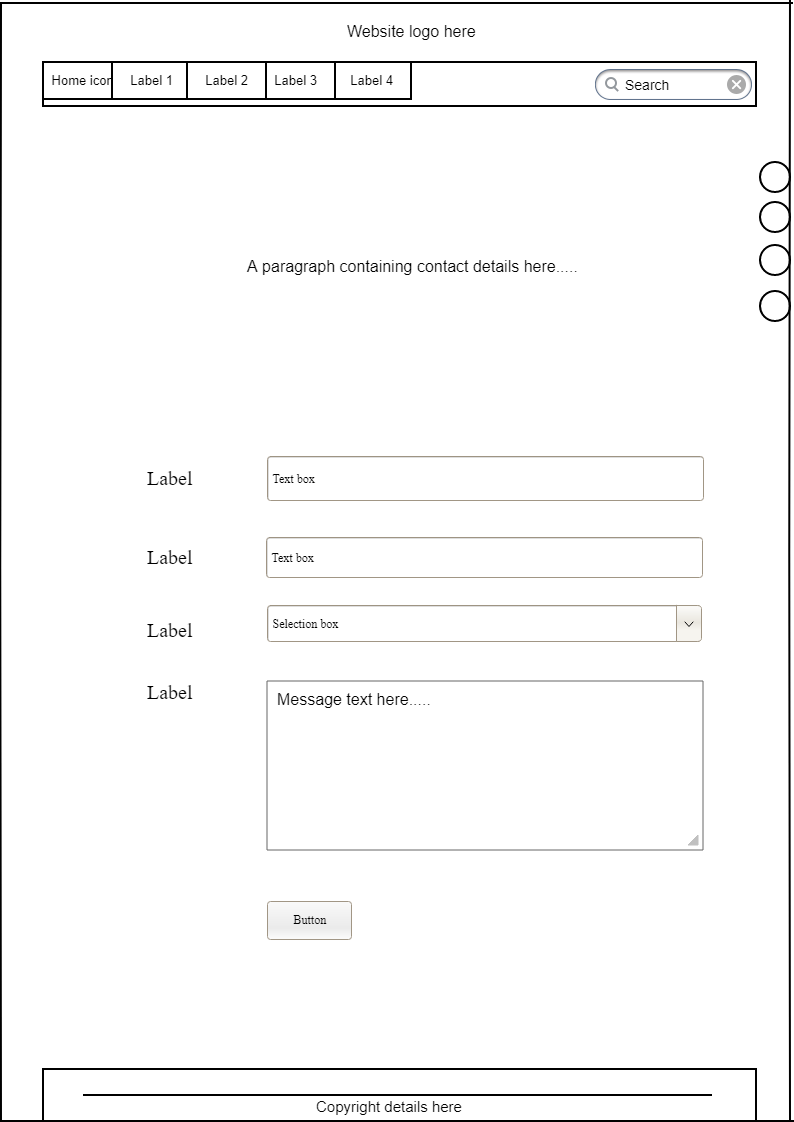 Website logo here
Home icon Label 1 Label 2 Label 3 Label 4 Search
A paragraph containing contact details here.....
Label Text box
Label Text box
Label Selection box
Label Message text here.....
Button
Copyright details here